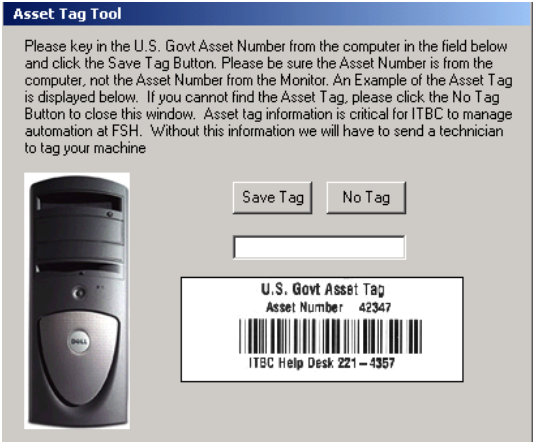 Asset Tag Tool
Please key in the U.S. Govt Asset Number from the computer in the field below
and click the Save Tag Button. Please be sure the Asset Number is from the
computer, not the Asset Number from the Monitor. An Example of the Asset Tag
is displayed below.  If you cannot find the Asset Tag, please click the No Tag
Button to close this window.  Asset tag information is critical for ITBC to manage
automation at FSH.  Without this information we will have to send a technician
to tag your machine
Save Tag
No Tag
U.S. Govt Asset Tag
Asset Number 42347
ITBC Help Desk 221-4357
DELL